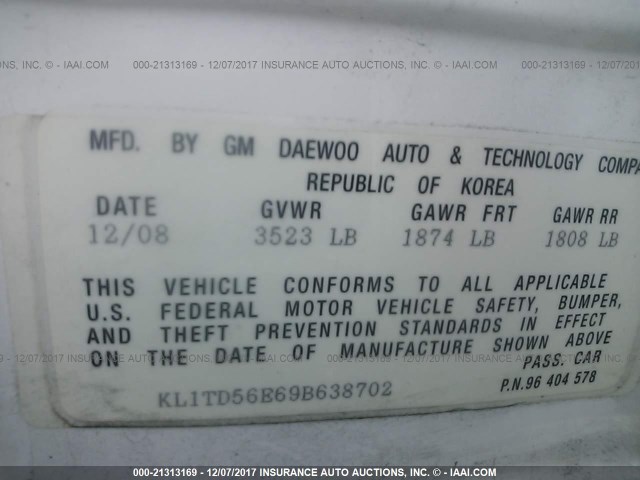 AUCTIONS, INC. - © IAAI.COM 000-21313169 - 12/07/2017 INSURANCE AUTO AUCTIONS, INC. - © IAAI.COM 000-21313169 - 12/07/2017
MFD. BY GM DAEWOO AUTO & TECHNOLOGY COMPA
REPUBLIC OF KOREA
DATE GVWR GAWR FRT GAWR RR
12/08 3523 LB 1874 LB 1808 LB
THIS VEHICLE CONFORMS TO ALL APPLICABLE
U.S. FEDERAL MOTOR VEHICLE SAFETY, BUMPER,
AND THEFT PREVENTION STANDARDS IN EFFECT
ON THE DATE OF MANUFACTURE SHOWN ABOVE
PASS. CAR
KL1TD56E69B638702 P.N.96 404 578
000-21313169 - 12/07/2017 INSURANCE AUTO AUCTIONS, INC. - © IAAI.COM